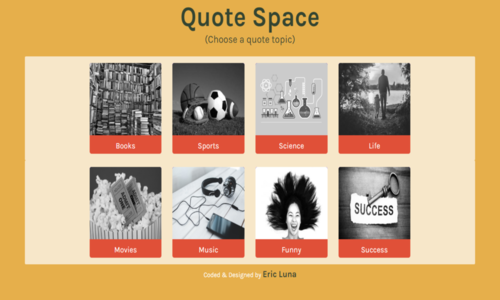 Quote Space
(Choose a quote topic)
Books
Sports
Science
Life
SUCCESS
Movies
Music
Funny
Success
Coded & Designed by Eric Luna